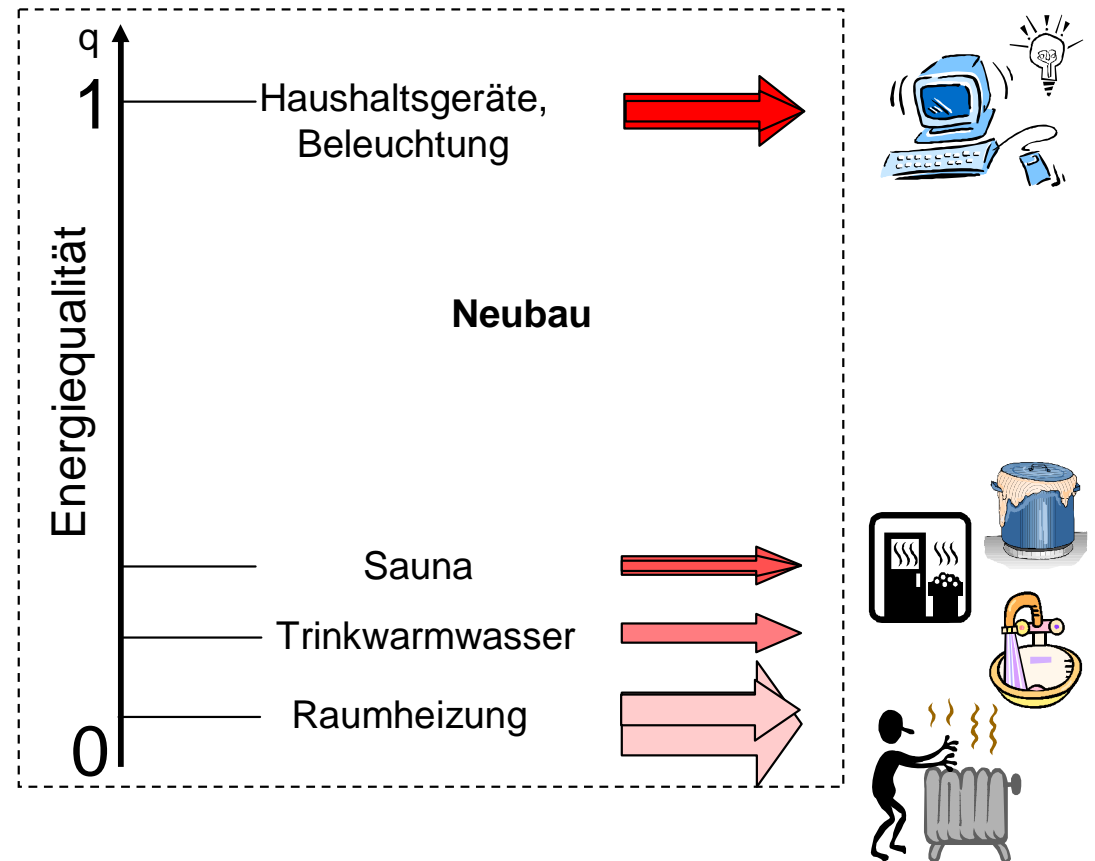 q
1
Haushaltsgeräte,
Beleuchtung
Energiequalität
Neubau
Sauna
Trinkwarmwasser
Raumheizung
0